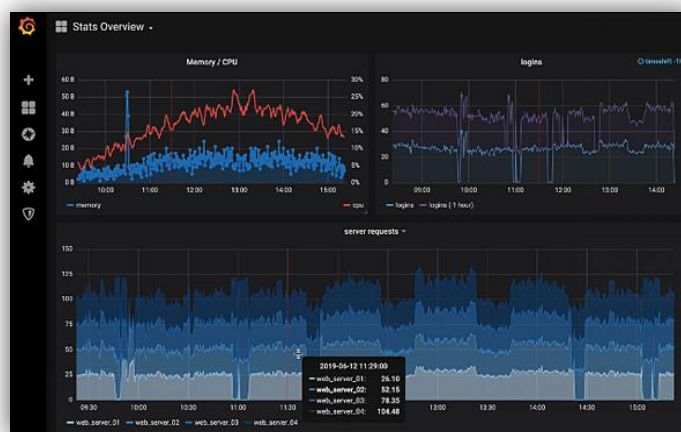 Stats Overview
Memory / CPU
60 B
50 B
40 B
30 B
20 B
10 B
0 B
30%
25%
20%
15%
10%
5%
0%
10:00 11:00 12:00 13:00 14:00 15:00
memory cpu
logins
timeshift -1
80
60
40
20
0
09:00 10:00 11:00 12:00 13:00 14:00
logins logins (-1 hour)
server requests
150
125
100
75
50
25
0
09:30 10:00 11:00 11:30 13:00 13:30 14:00 14:30 15:00
2019-06-12 11:29:00
web_server_01: 26.10
web_server_02: 52.15
web_server_03: 78.35
web_server_04: 104.48
web_server_01 web_server_02 web_server_03 web_server_04